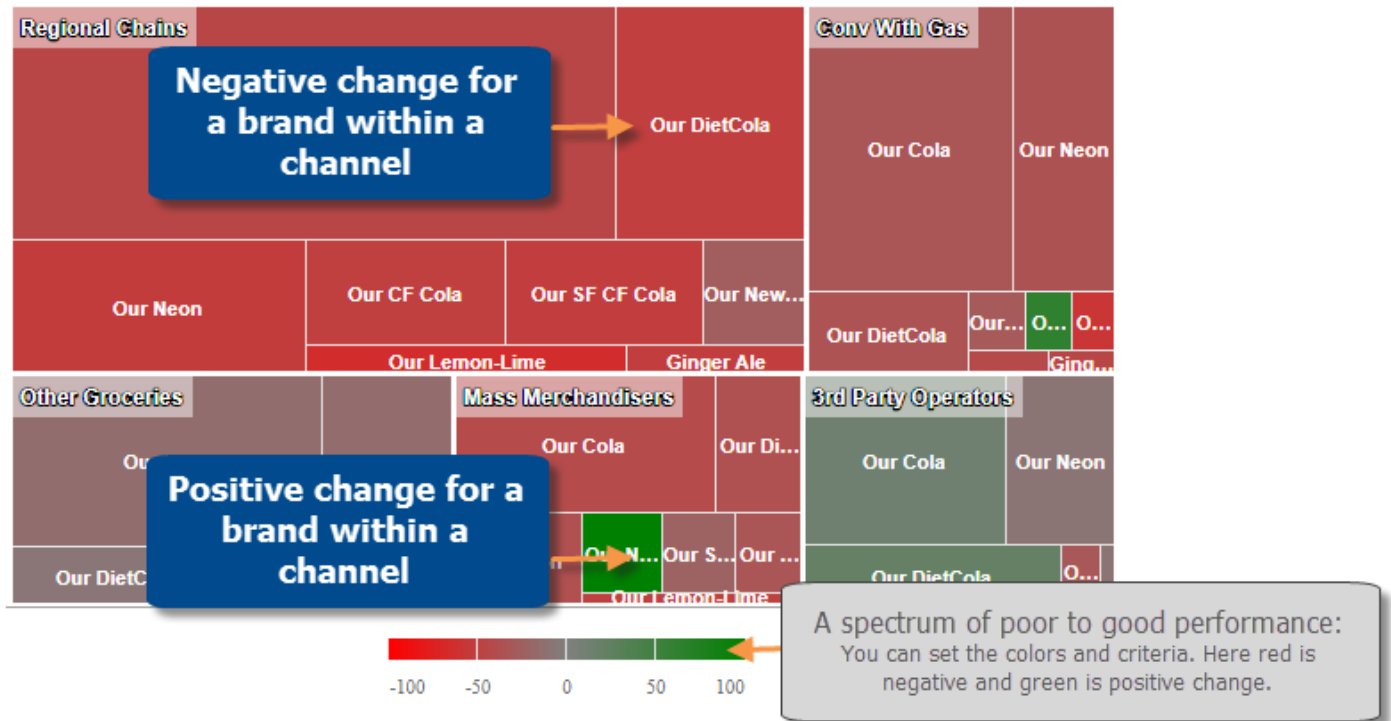 Regional Chains
Negative change for
a brand within a
channel
Our DietCola
Our Neon
Our CF Cola
Our SF CF Cola
Our New...
Our Lemon-Lime
Ginger Ale
Conv With Gas
Our Cola
Our Neon
Our DietCola
Our...
O...
O...
Ging...
Other Groceries
Our DietC
Positive change for a
brand within a
channel
Mass Merchandisers
Our Cola
Our Di...
Our N...
Our S...
Our ...
Our Lemon-Lime
3rd Party Operators
Our Cola
Our Neon
Our DietCola
O...
-100 -50 0 50 100
A spectrum of poor to good performance:
You can set the colors and criteria. Here red is
negative and green is positive change.